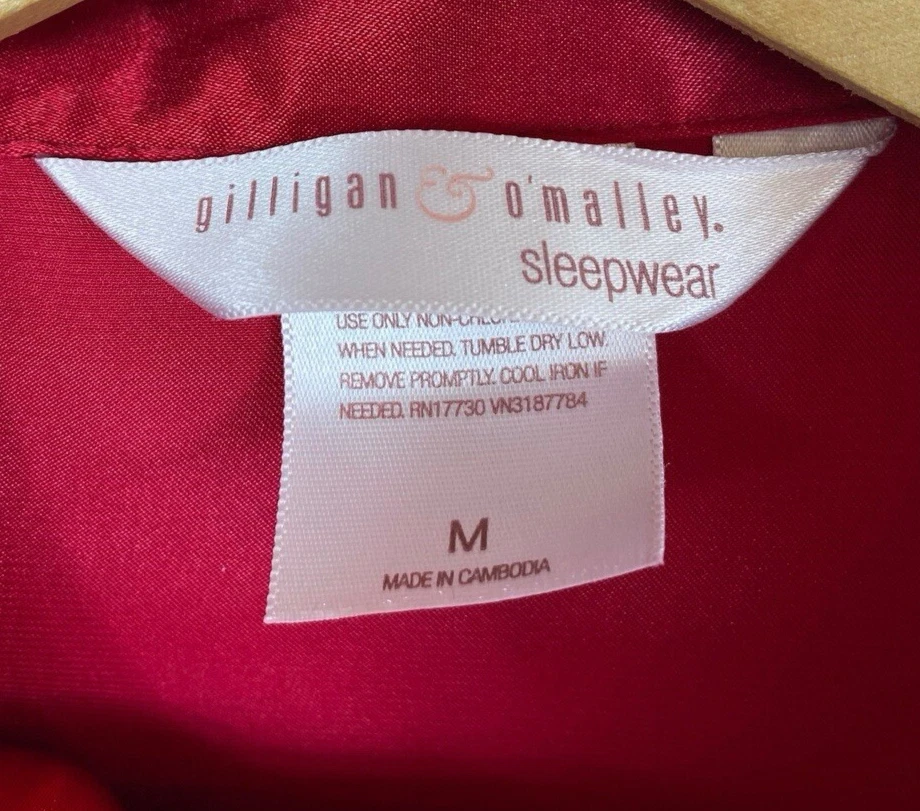 gilligan & o'malley.
sleepwear
USE ONLY NON-
WHEN NEEDED. TUMBLE DRY LOW.
REMOVE PROMPTLY. COOL IRON IF
NEEDED. RN17730 VN3187784
M
MADE IN CAMBODIA